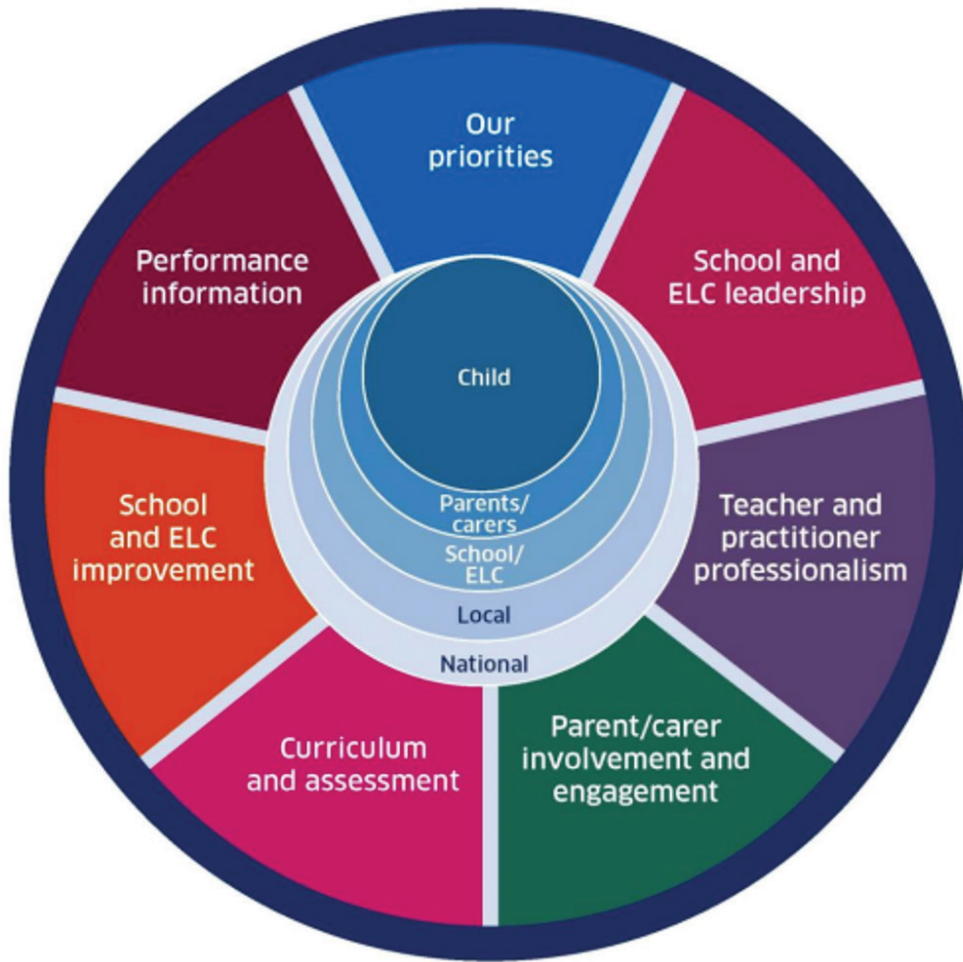 Our
priorities
School and
ELC leadership
Teacher and
practitioner
professionalism
Parent/carer
involvement and
engagement
Curriculum
and assessment
School
and ELC
improvement
Performance
information
Child
Parents/
carers
School/
ELC
Local
National